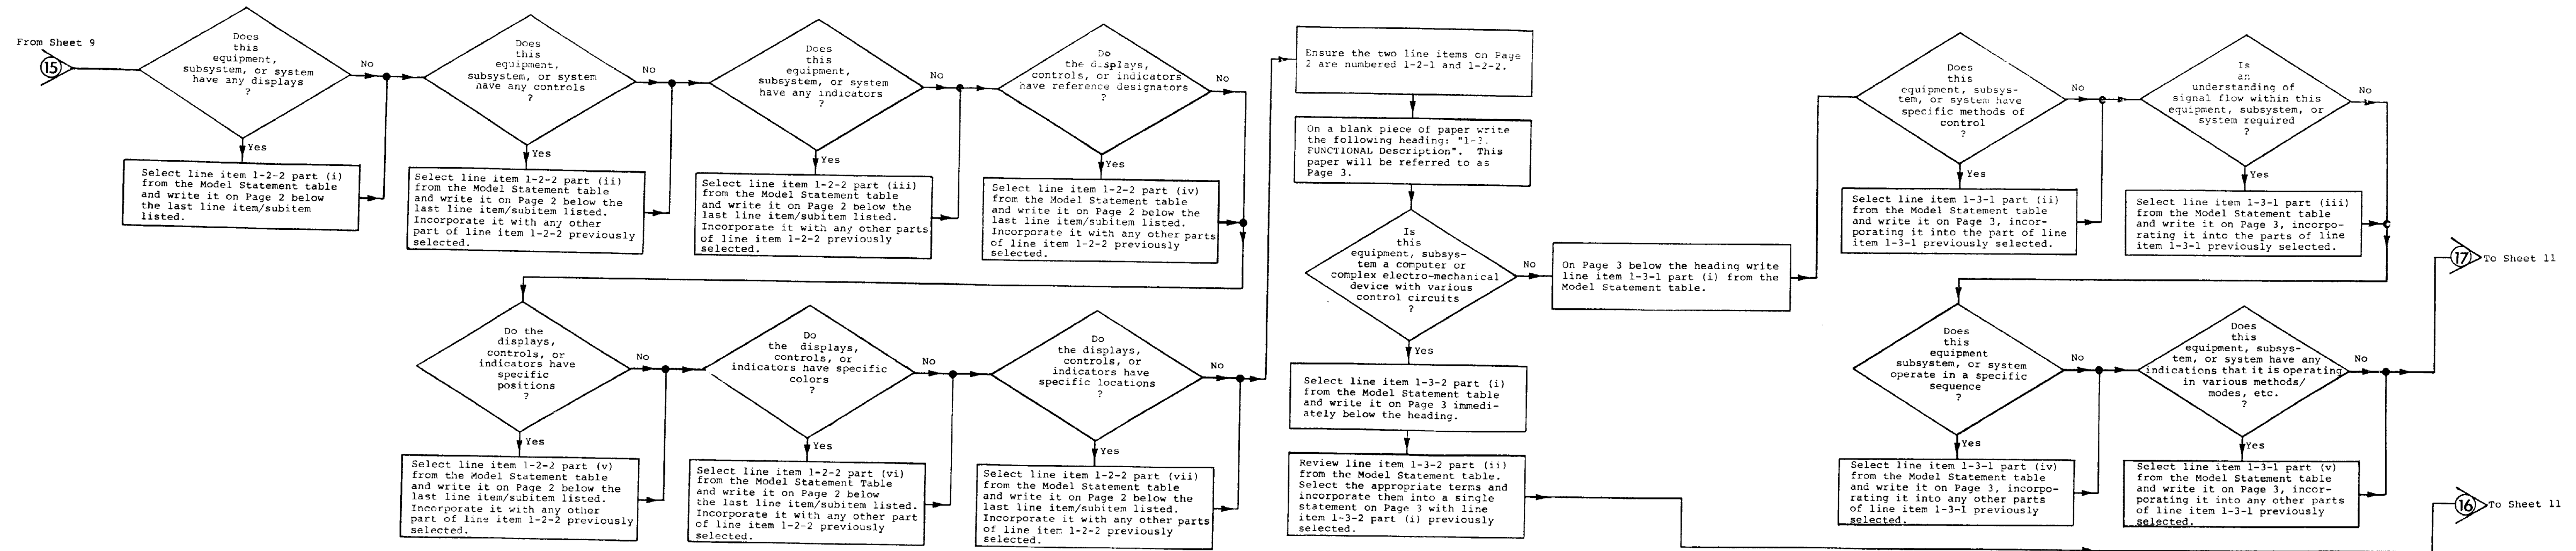 From Sheet 9
15
Does
this
equipment,
subsystem, or system
have any displays
?
No
Yes
Select line item 1-2-2 part (i)
from the Model Statement table
and write it on Page 2 below
the last line item/subitem
listed.
Does
this
equipment,
subsystem, or system
have any controls
?
No
Yes
Select line item 1-2-2 part (ii)
from the Model Statement table
and write it on Page 2 below the
last line item/subitem listed.
Incorporate it with any other
part of line item 1-2-2 previously
selected.
Does
this
equipment,
subsystem, or system
have any indicators
?
No
Yes
Select line item 1-2-2 part (iii)
from the Model Statement table
and write it on Page 2 below the
last line item/subitem listed.
Incorporate it with any other parts
of line item 1-2-2 previously
selected.
Do
the displays,
controls, or indicators
have reference designators
?
No
Yes
Select line item 1-2-2 part (iv)
from the Model Statement table
and write it on Page 2 below the
last line item/subitem listed.
Incorporate it with any other parts
of line item 1-2-2 previously
selected.
Do the
displays,
controls, or
indicators have
specific
positions
?
No
Yes
Select line item 1-2-2 part (v)
from the Model Statement table
and write it on Page 2 below the
last line item/subitem listed.
Incorporate it with any other
part of line item 1-2-2 previously
selected.
Do
the displays,
controls, or
indicators have specific
colors
?
No
Yes
Select line item 1-2-2 part (vi)
from the Model Statement Table
and write it on Page 2 below
the last line item/subitem listed.
Incorporate it with any other part
of line item 1-2-2 previously
selected.
Do
the displays,
controls, or
indicators have
specific locations
?
No
Yes
Select line item 1-2-2 part (vii)
from the Model Statement table
and write it on Page 2 below the
last line item/subitem listed.
Incorporate it with any other parts
of line item 1-2-2 previously
selected.
Ensure the two line items on Page
2 are numbered 1-2-1 and 1-2-2.
On a blank piece of paper write
the following heading: "1-3.
FUNCTIONAL Description". This
paper will be referred to as
Page 3.
Is
this
equipment, subsys-
tem a computer or
complex electro-mechanical
device with various
control circuits
?
No
Yes
Select line item 1-3-2 part (i)
from the Model Statement table
and write it on Page 3 immedi-
ately below the heading.
Review line item 1-3-2 part (ii)
from the Model Statement table.
Select the appropriate terms and
incorporate them into a single
statement on Page 3 with line
item 1-3-2 part (i) previously
selected.
On Page 3 below the heading write
line item 1-3-1 part (i) from the
Model Statement table.
Does
this
equipment, subsys-
tem, or system have
specific methods of
control
?
No
Yes
Select line item 1-3-1 part (ii)
from the Model Statement table
and write it on Page 3, incor-
porating it into the part of line
item 1-3-1 previously selected.
Is
an
understanding of
signal flow within this
equipment, subsystem, or
system required
?
No
Yes
Select line item 1-3-1 part (iii)
from the Model Statement table
and write it on Page 3, incorpo-
rating it into the parts of line
item 1-3-1 previously selected.
Does
this
equipment
subsystem, or system
operate in a specific
sequence
?
No
Yes
Select line item 1-3-1 part (iv)
from the Model Statement table
and write it on Page 3, incorpo-
rating it into any other parts
of line item 1-3-1 previously
selected.
Does
this
equipment, subsys-
tem, or system have any
indications that it is operating
in various methods/
modes, etc.
?
No
Yes
Select line item 1-3-1 part (v)
from the Model Statement table
and write it on Page 3, incor-
porating it into any other parts
of line item 1-3-1 previously
selected.
17
To Sheet 11
16
To Sheet 11